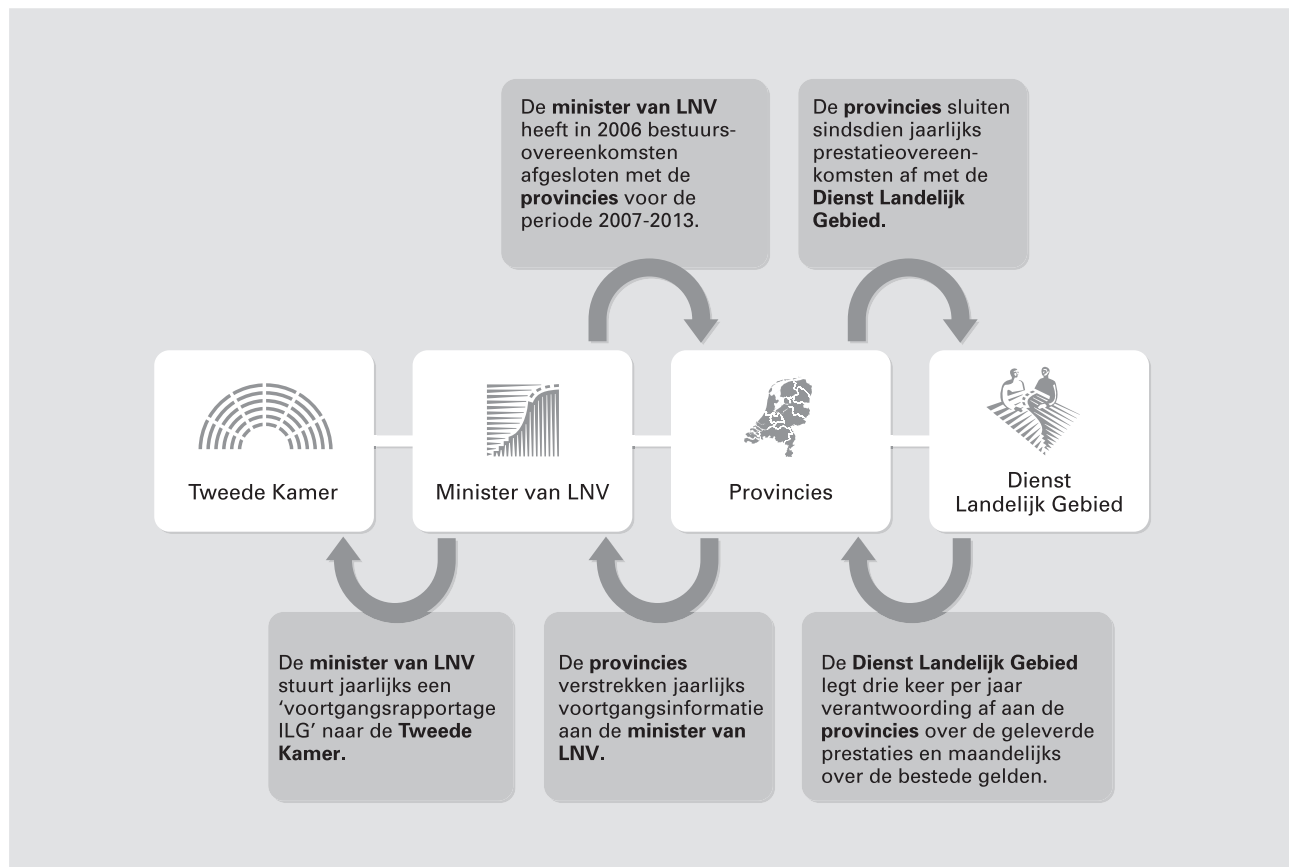 De minister van LNV
heeft in 2006 bestuurs-
overeenkomsten
afgesloten met de
provincies voor de
periode 2007-2013.
De provincies sluiten
sindsdien jaarlijks
prestatieovereen-
komsten af met de
Dienst Landelijk
Gebied.
Tweede Kamer
Minister van LNV
Provincies
Dienst
Landelijk Gebied
De minister van LNV
stuurt jaarlijks een
‘voortgangsrapportage
ILG’ naar de Tweede
Kamer.
De provincies
verstrekken jaarlijks
voortgangsinformatie
aan de minister van
LNV.
De Dienst Landelijk Gebied
legt drie keer per jaar
verantwoording af aan de
provincies over de geleverde
prestaties en maandelijks
over de bestede gelden.